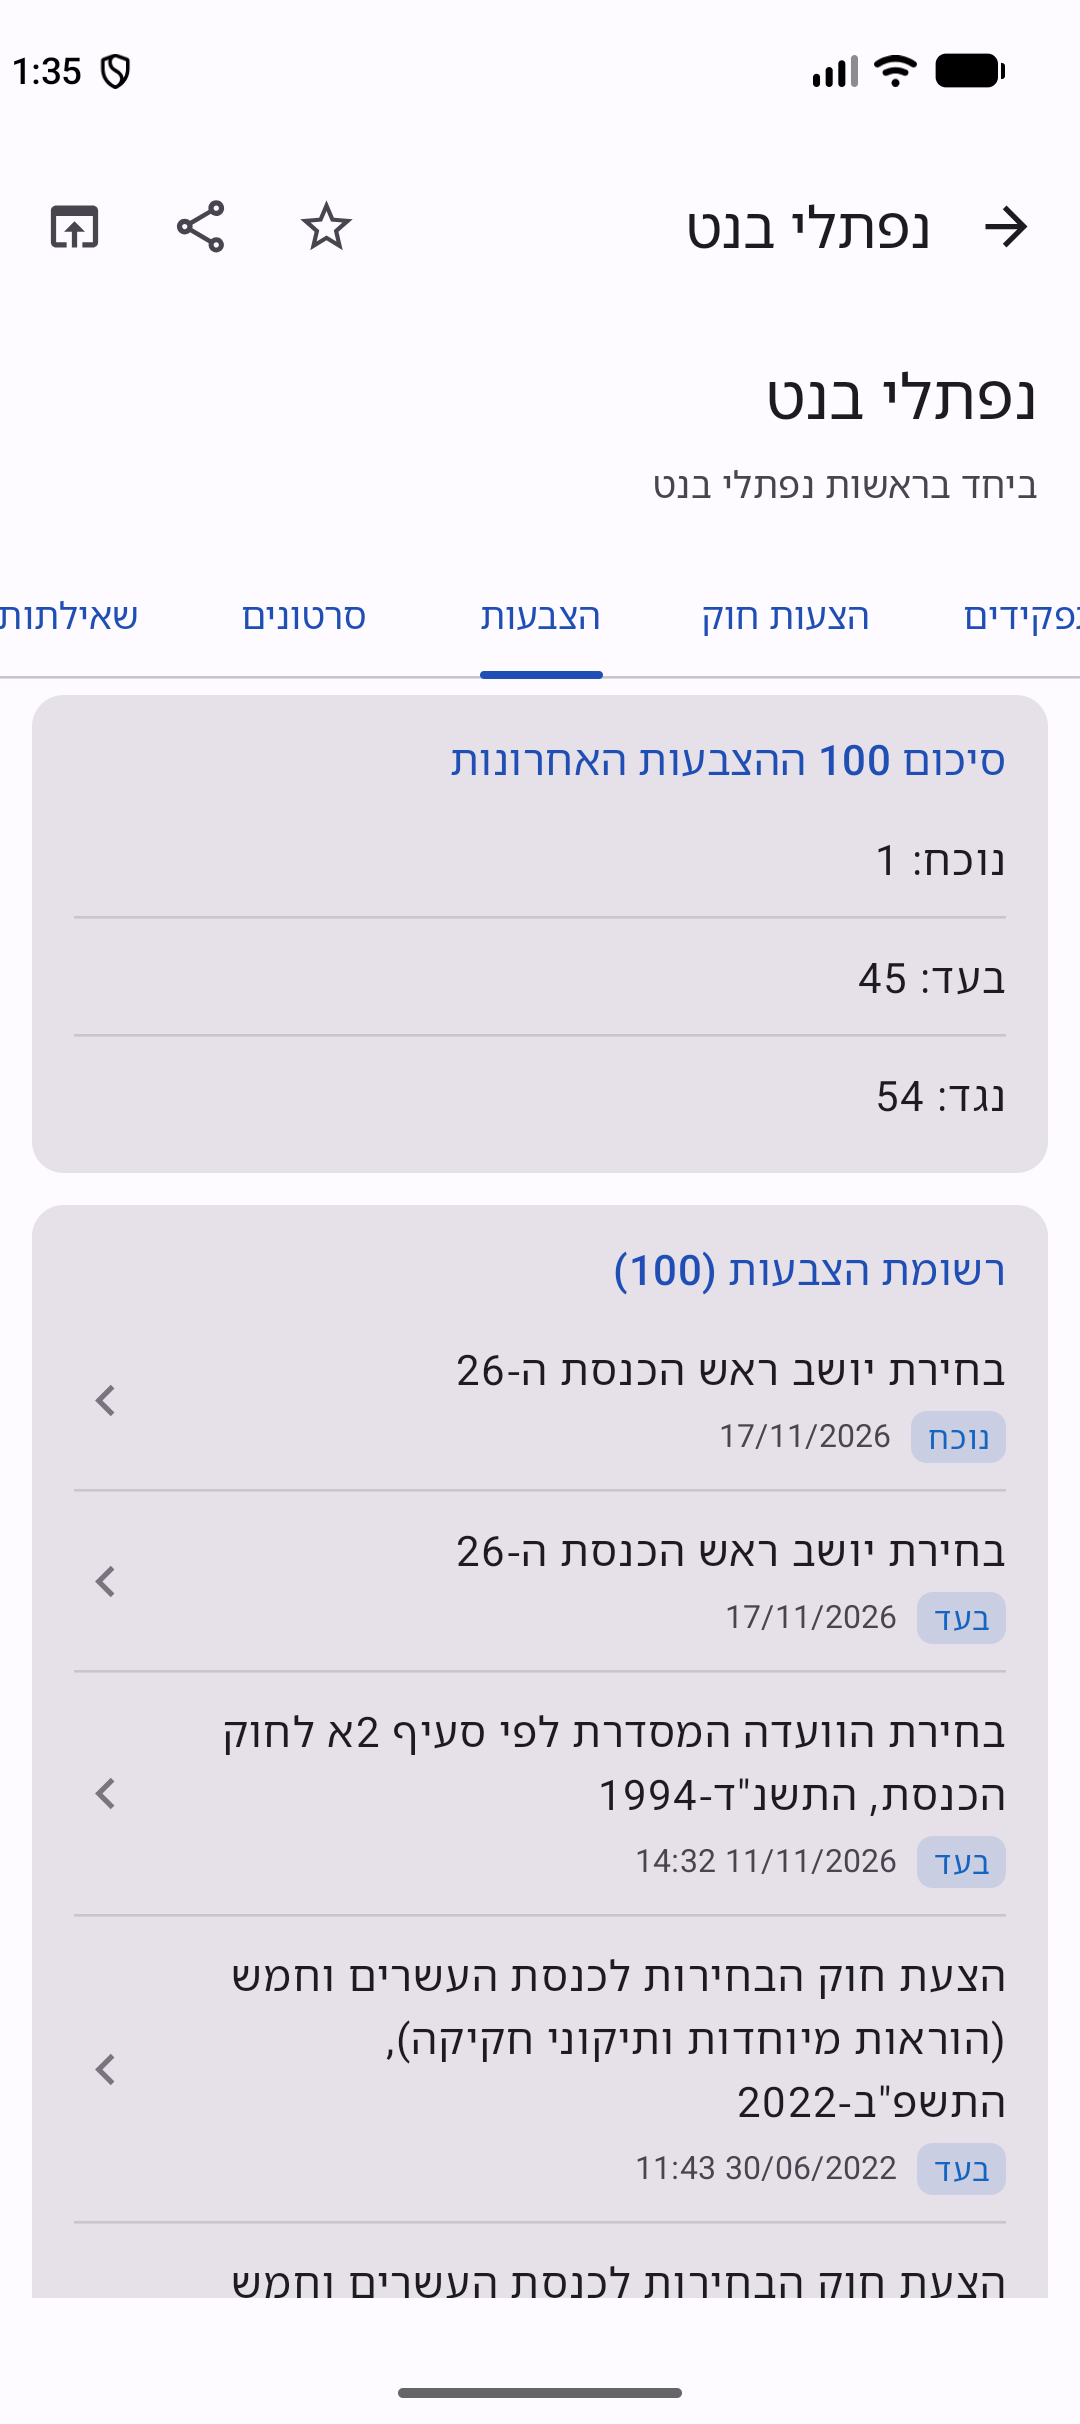 1:35
נפתלי בנט
נפתלי בנט
ביחד בראשות נפתלי בנט
תפקידים
הצעות חוק
הצבעות
סרטונים
שאילתות
סיכום 100 ההצבעות האחרונות
נוכח: 1
בעד: 45
נגד: 54
רשומת הצבעות (100)
בחירת יושב ראש הכנסת ה-26
נוכח 17/11/2026
בחירת יושב ראש הכנסת ה-26
בעד 17/11/2026
בחירת הוועדה המסדרת לפי סעיף 2א לחוק
הכנסת, התשנ"ד-1994
בעד 11/11/2026 14:32
הצעת חוק הבחירות לכנסת העשרים וחמש
(הוראות מיוחדות ותיקוני חקיקה),
התשפ"ב-2022
בעד 30/06/2022 11:43
הצעת חוק הבחירות לכנסת העשרים וחמש